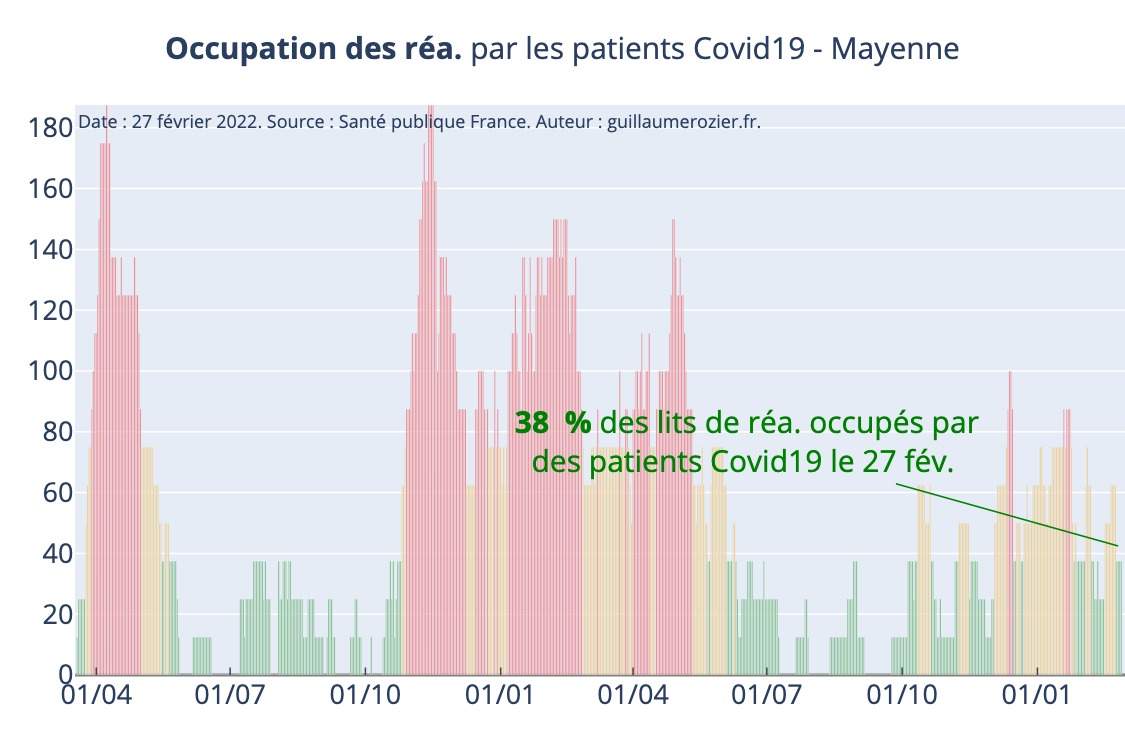 Occupation des réa. par les patients Covid19 - Mayenne
Date : 27 février 2022. Source : Santé publique France. Auteur : guillaumerozier.fr.
180
160
140
120
100
80
60
40
20
0
38 % des lits de réa. occupés par
des patients Covid19 le 27 fév.
01/04 01/07 01/10 01/01 01/04 01/07 01/10 01/01